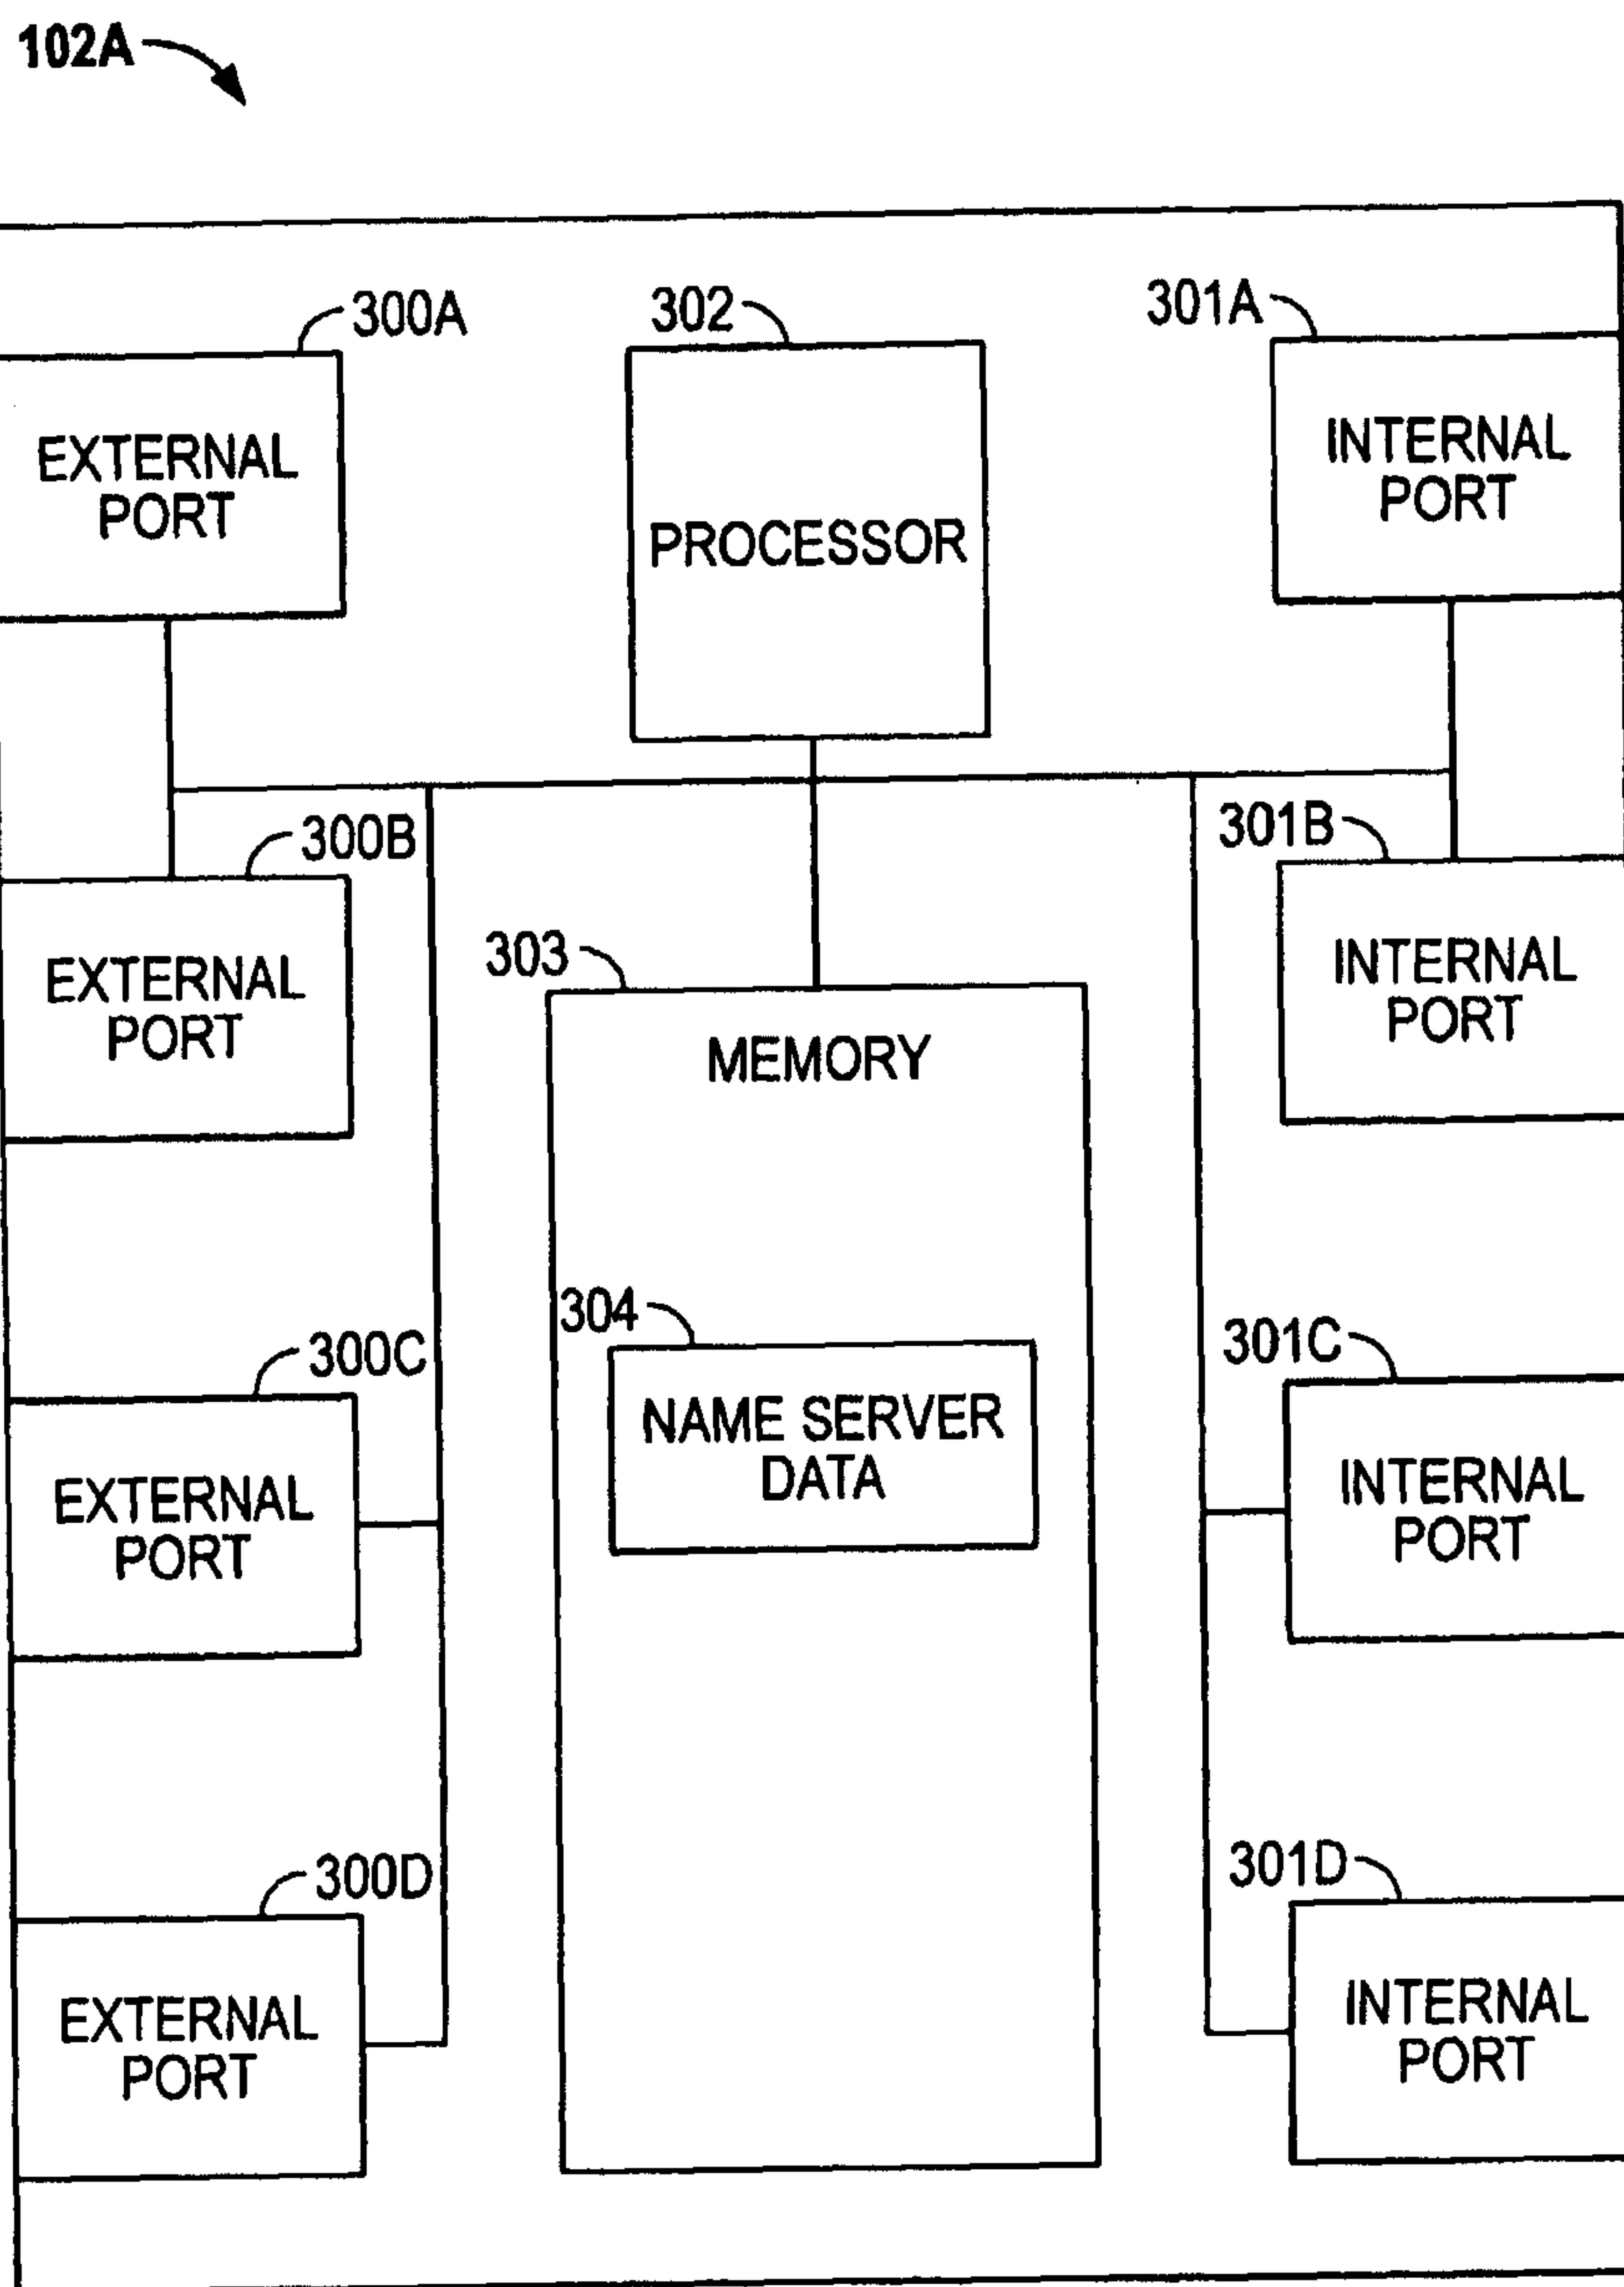 102A
300A
302
301A
EXTERNAL
PORT
PROCESSOR
INTERNAL
PORT
300B
301B
EXTERNAL
PORT
303
MEMORY
INTERNAL
PORT
300C
304
301C
EXTERNAL
PORT
NAME SERVER
DATA
INTERNAL
PORT
300D
301D
EXTERNAL
PORT
INTERNAL
PORT